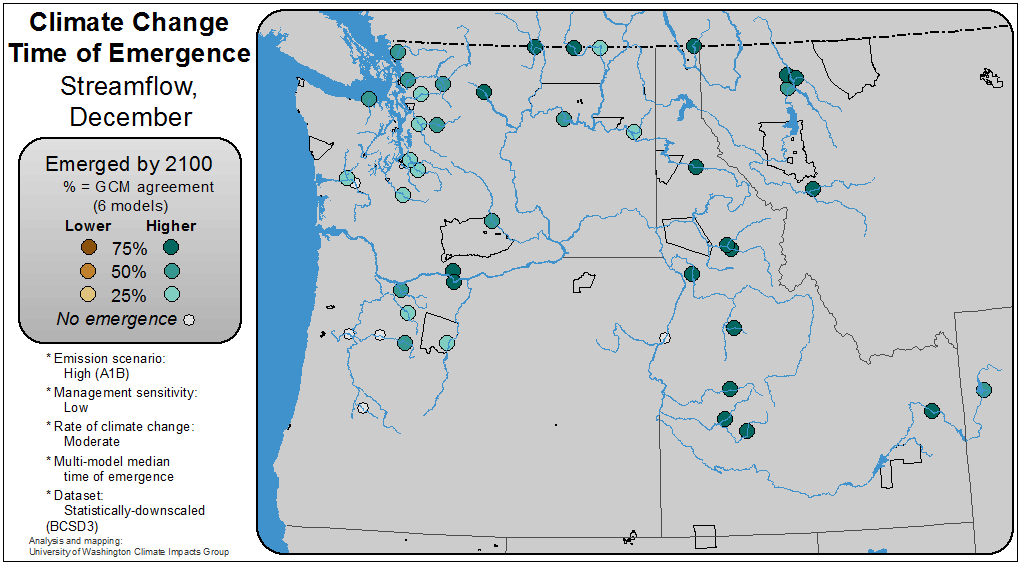 Climate Change
Time of Emergence
Streamflow,
December
Emerged by 2100
% = GCM agreement
(6 models)
Lower Higher
75%
50%
25%
No emergence
* Emission scenario:
High (A1B)
* Management sensitivity:
Low
* Rate of climate change:
Moderate
* Multi-model median
time of emergence
* Dataset:
Statistically-downscaled
(BCSD3)
Analysis and mapping:
University of Washington Climate Impacts Group